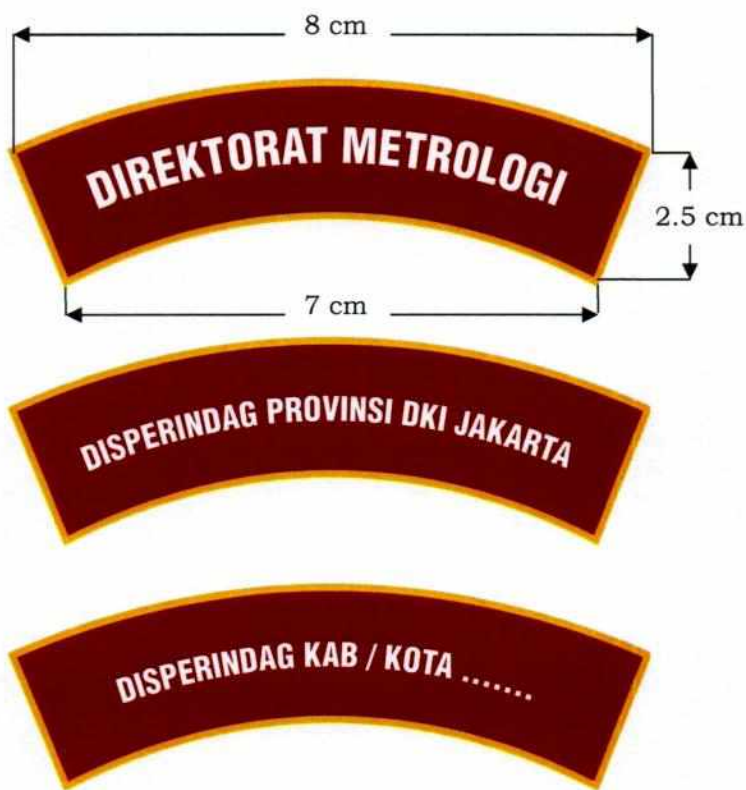 8 cm
DIREKTORAT METROLOGI
2.5 cm
7 cm
DISPERINDAG PROVINSI DKI JAKARTA
DISPERINDAG KAB / KOTA .......